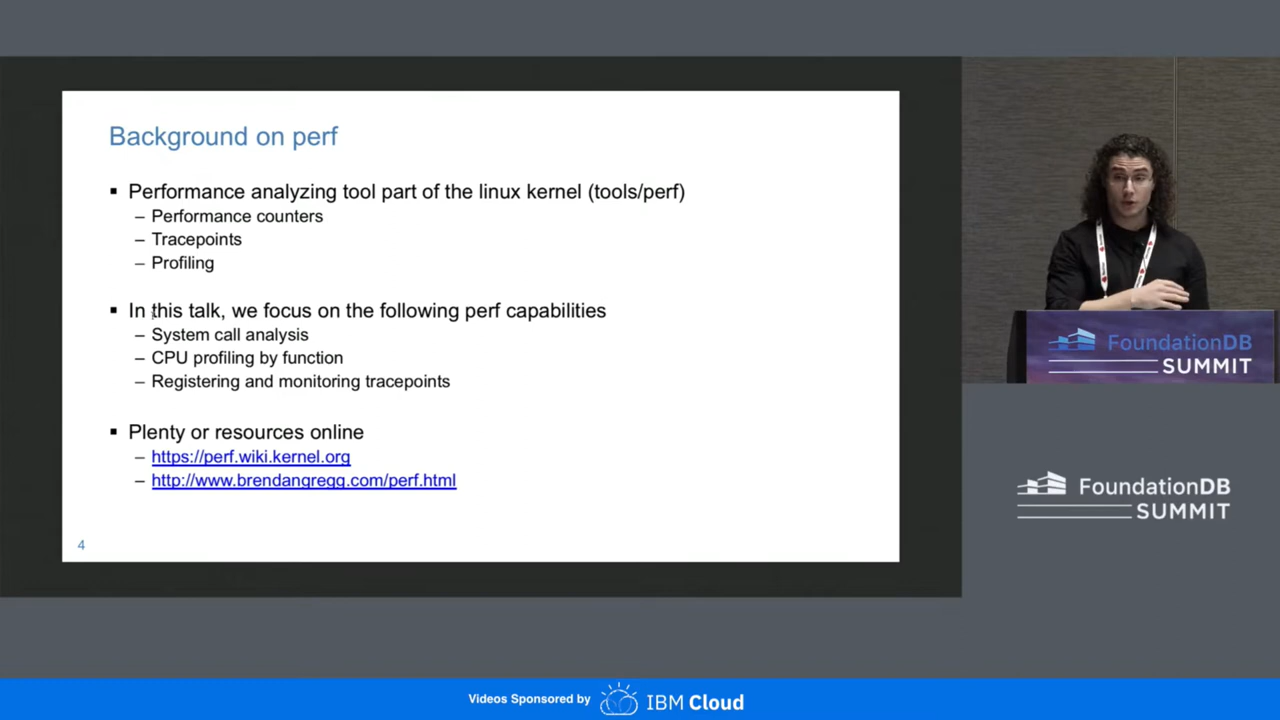 Background on perf
▪ Performance analyzing tool part of the linux kernel (tools/perf)
– Performance counters
– Tracepoints
– Profiling
▪ In this talk, we focus on the following perf capabilities
– System call analysis
– CPU profiling by function
– Registering and monitoring tracepoints
▪ Plenty or resources online
– https://perf.wiki.kernel.org
– http://www.brendangregg.com/perf.html
4
FoundationDB
SUMMIT
FoundationDB
SUMMIT
Videos Sponsored by IBM Cloud